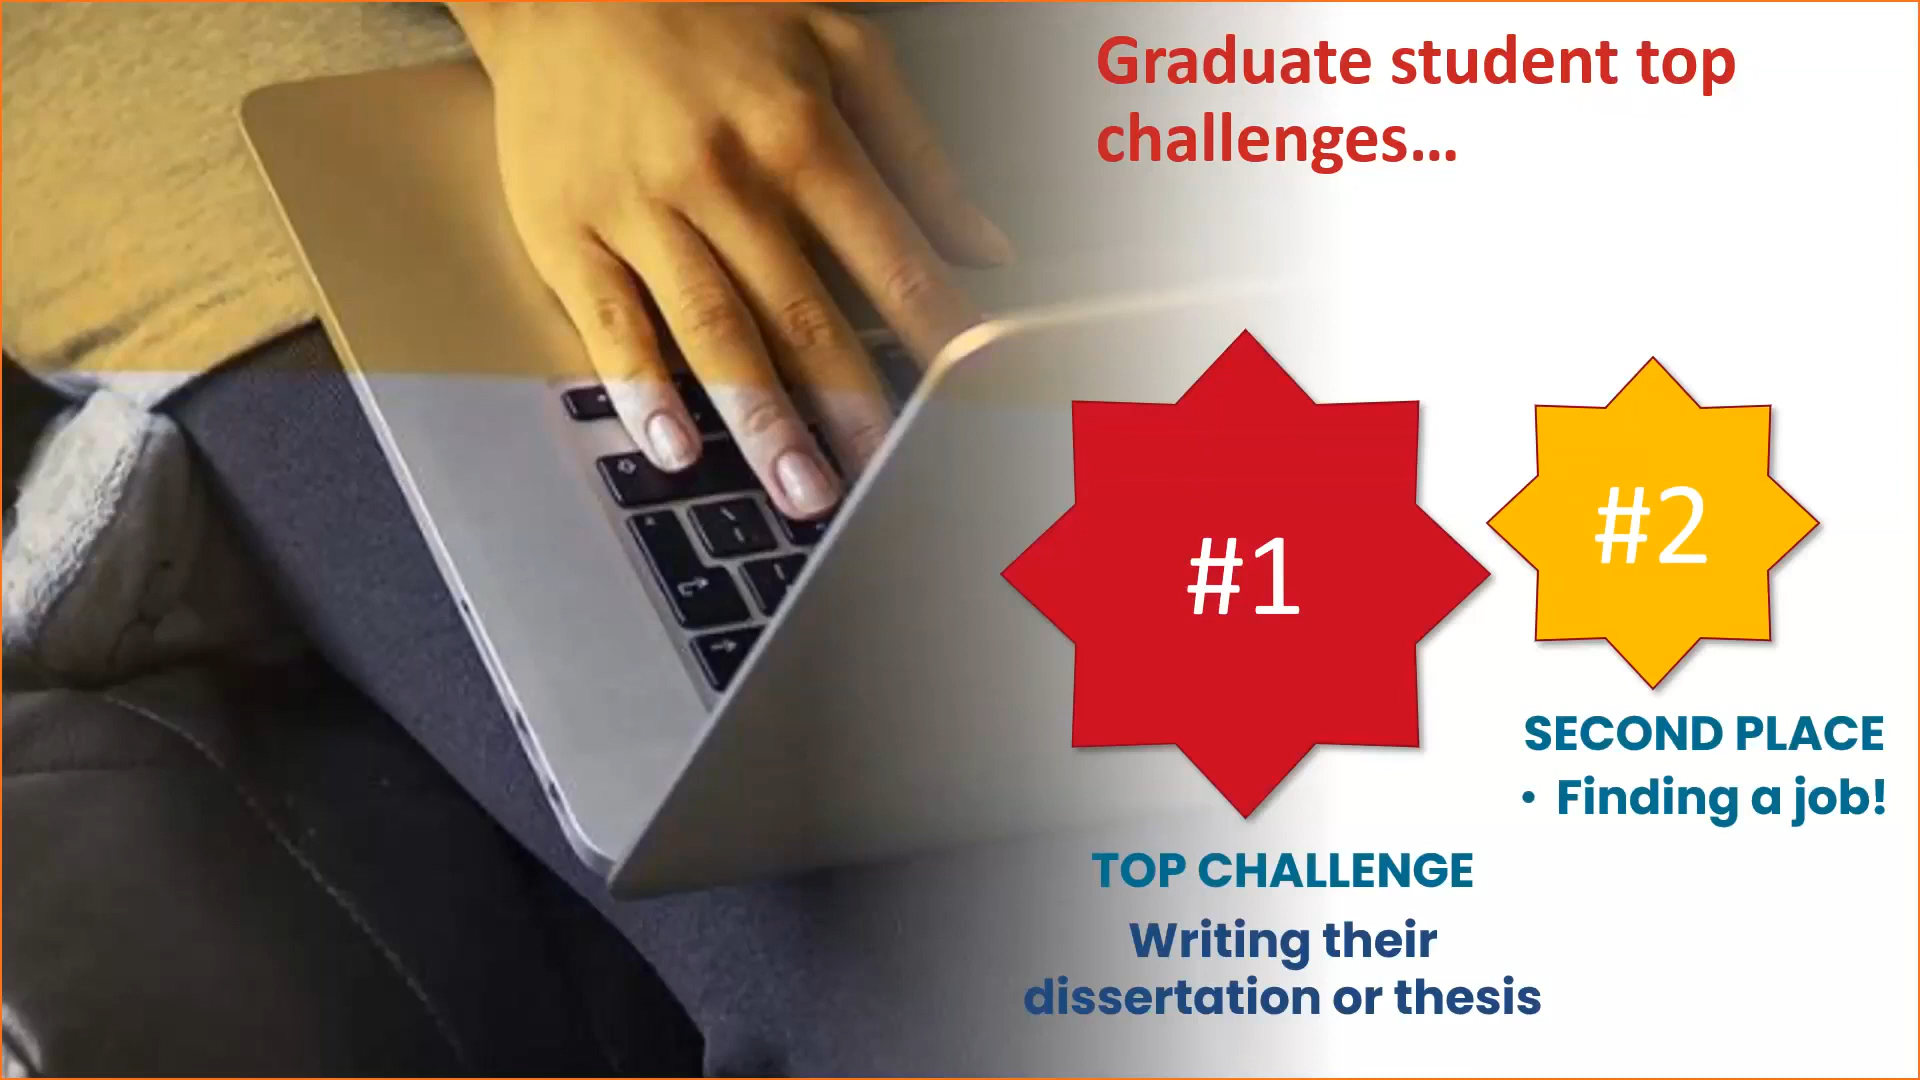 Graduate student top
challenges...
#1
TOP CHALLENGE
Writing their
dissertation or thesis
#2
SECOND PLACE
• Finding a job!